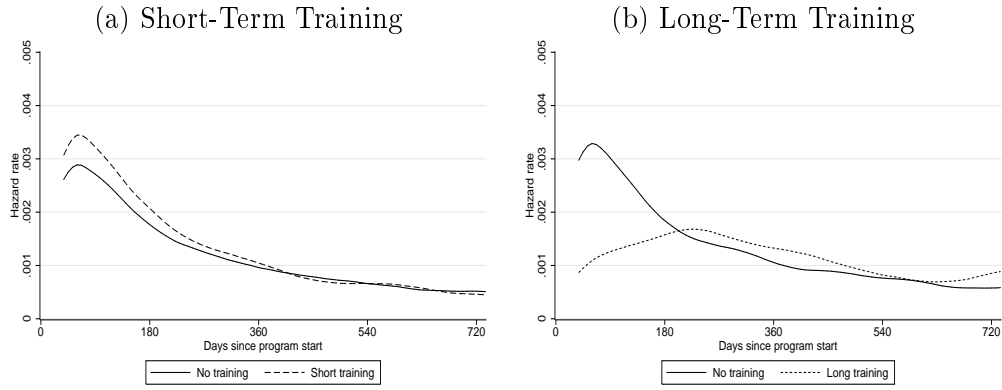 (a) Short-Term Training
Hazard rate
0 .001 .002 .003 .004 .005
0 180 360 540 720
Days since program start
No training Short training
(b) Long-Term Training
Hazard rate
0 .001 .002 .003 .004 .005
0 180 360 540 720
Days since program start
No training Long training